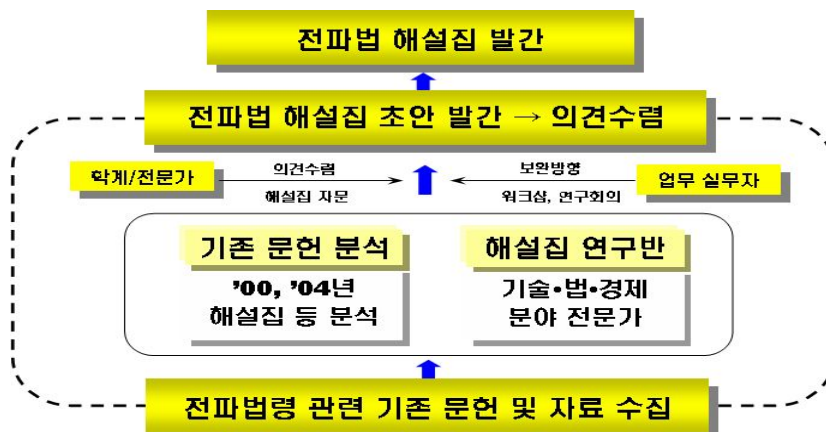 전파법 해설집 발간
전파법 해설집 초안 발간 → 의견수렴
학계/전문가
의견수렴
해설집 자문
보완방향
워크샵, 연구회의
업무 실무자
기존 문헌 분석
’00, ’04년
해설집 등 분석
해설집 연구반
기술•법•경제
분야 전문가
전파법령 관련 기존 문헌 및 자료 수집